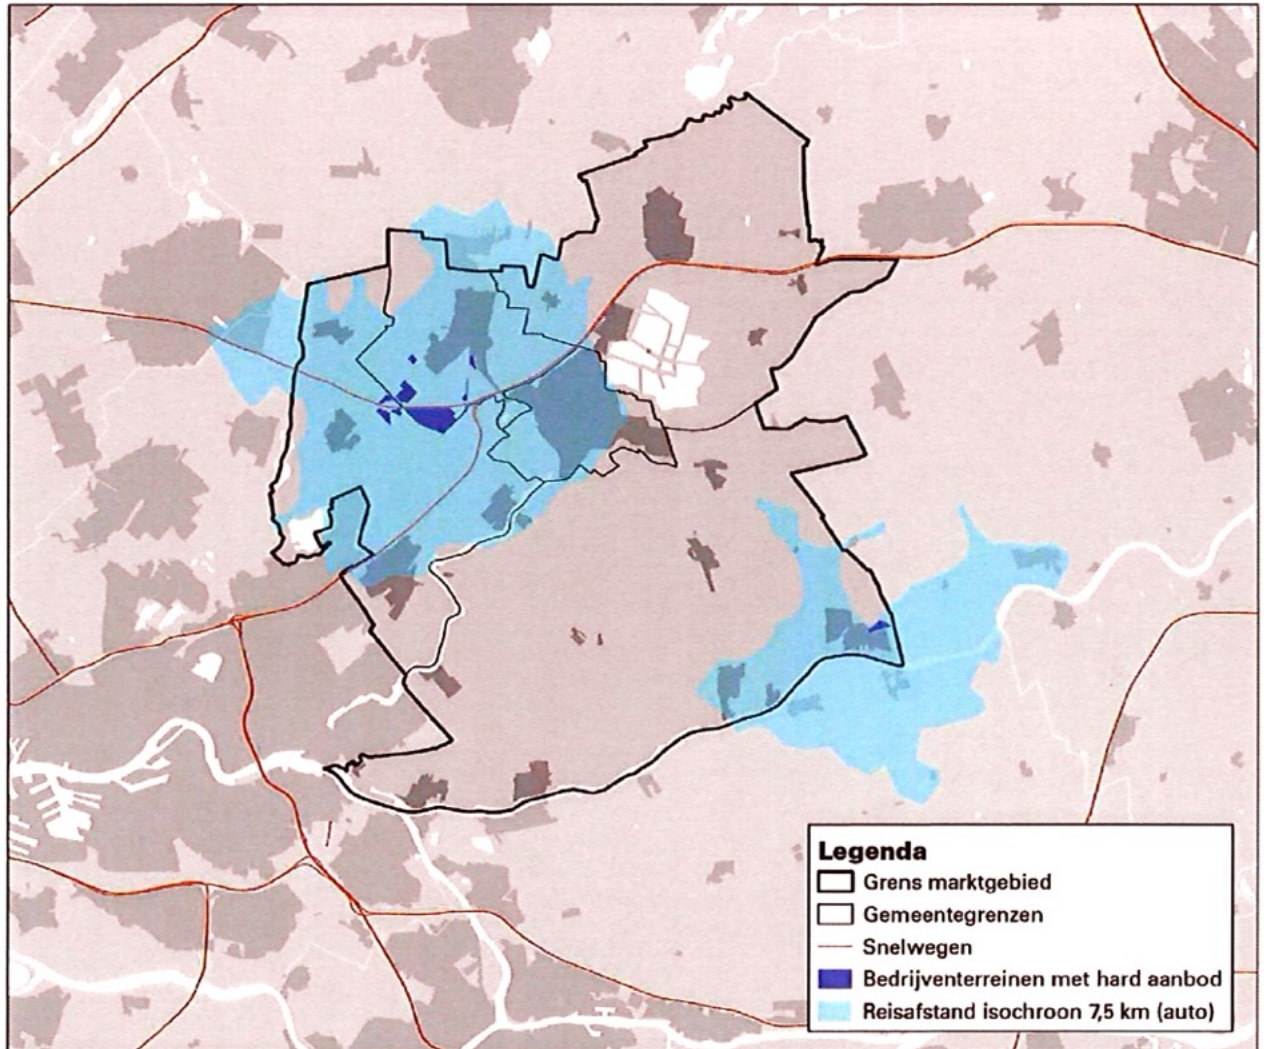 Legenda
Grens marktgebied
Gemeentegrenzen
Snelwegen
Bedrijventerreinen met hard aanbod
Reisafstand isochroon 7,5 km (auto)